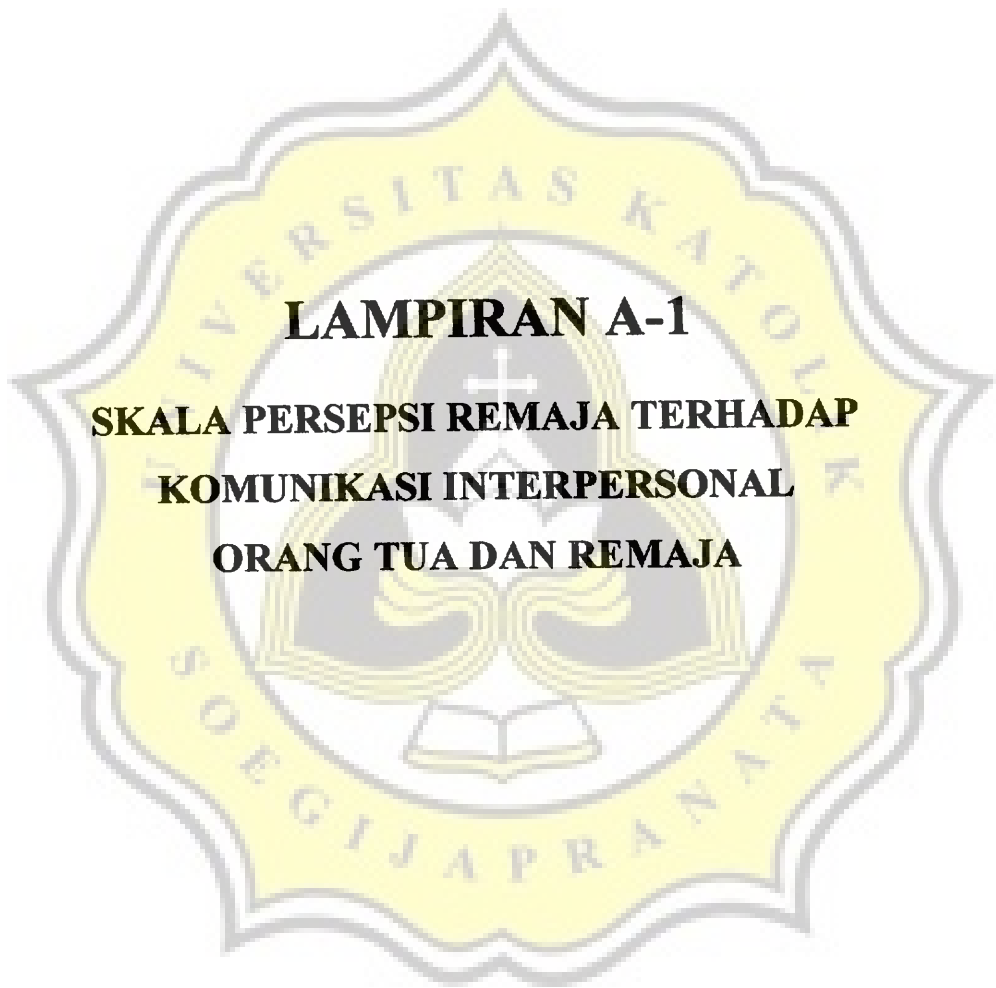 UNIVERSITAS KATOLIK
LAMPIRAN A-1
SKALA PERSEPSI REMAJA TERHADAP
KOMUNIKASI INTERPERSONAL
ORANG TUA DAN REMAJA
SOEGIJAPRANATA